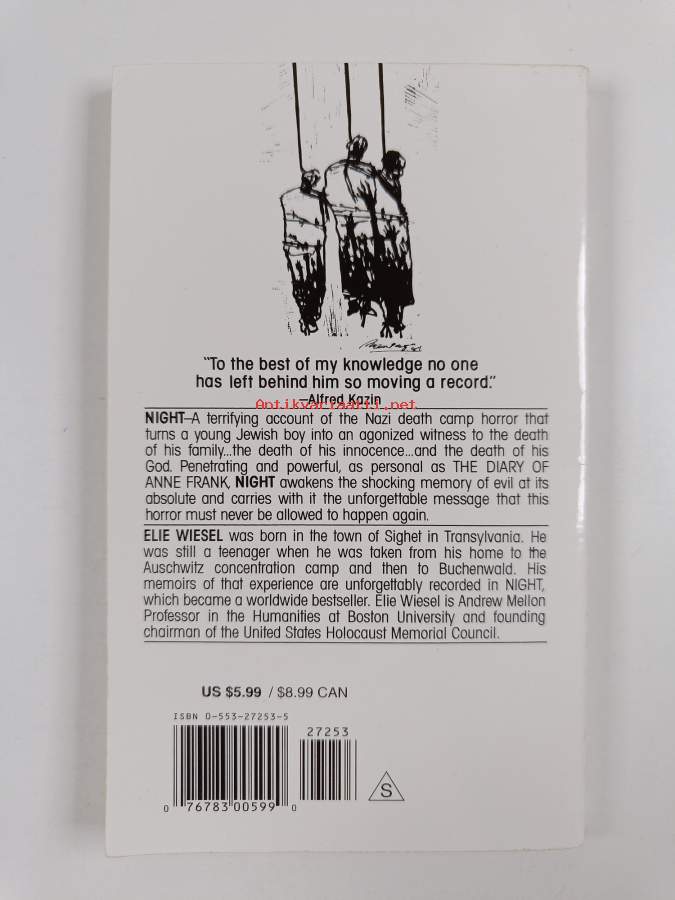 "To the best of my knowledge no one
has left behind him so moving a record."
—Alfred Kazin
Antikvariaatti.net
NIGHT—A terrifying account of the Nazi death camp horror that
turns a young Jewish boy into an agonized witness to the death
of his family...the death of his innocence...and the death of his
God. Penetrating and powerful, as personal as THE DIARY OF
ANNE FRANK, NIGHT awakens the shocking memory of evil at its
absolute and carries with it the unforgettable message that this
horror must never be allowed to happen again.
ELIE WIESEL was born in the town of Sighet in Transylvania. He
was still a teenager when he was taken from his home to the
Auschwitz concentration camp and then to Buchenwald. His
memoirs of that experience are unforgettably recorded in NIGHT,
which became a worldwide bestseller. Elie Wiesel is Andrew Mellon
Professor in the Humanities at Boston University and founding
chairman of the United States Holocaust Memorial Council.
US $5.99 / $8.99 CAN
ISBN 0-553-27253-5
27253
0 76783 00599 0
S